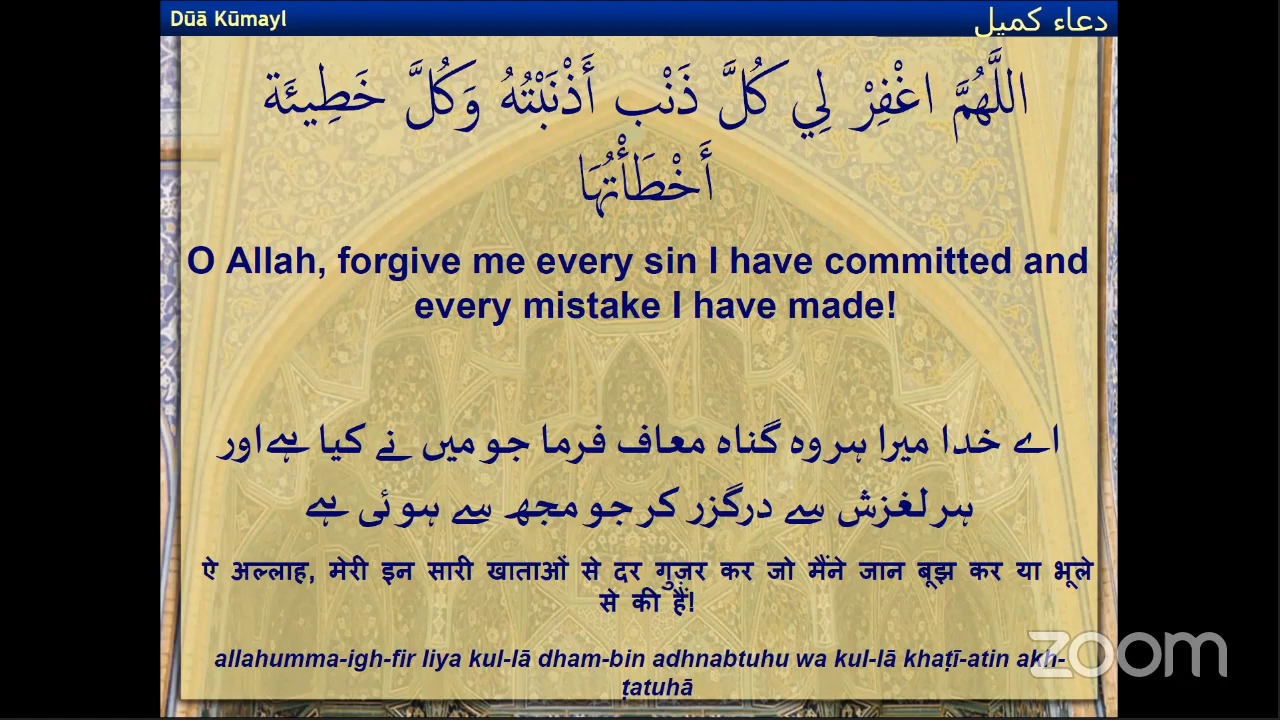 Dūā Kūmayl
دعاء كميل
اللَّهُمَّ اغْفِرْ لِي كُلَّ ذَنْب أَذْنَبْتُهُ وَكُلَّ خَطِيئَة
أَخْطَأْتُهَا
O Allah, forgive me every sin I have committed and
every mistake I have made!
اے خدا میرا ہر وہ گناہ معاف فرما جو میں نے کیا ہے اور
ہر لغزش سے درگزر کر جو مجھ سے ہوئی ہے
ऐ अल्लाह, मेरी इन सारी खाताओं से दर गुज़र कर जो मैंने जान बूझ कर या भूले
से की हैं!
allahumma-igh-fir liya kul-lā dham-bin adhnabtuhu wa kul-lā khaṭī-atin akh-
ṭatuhā
zoom